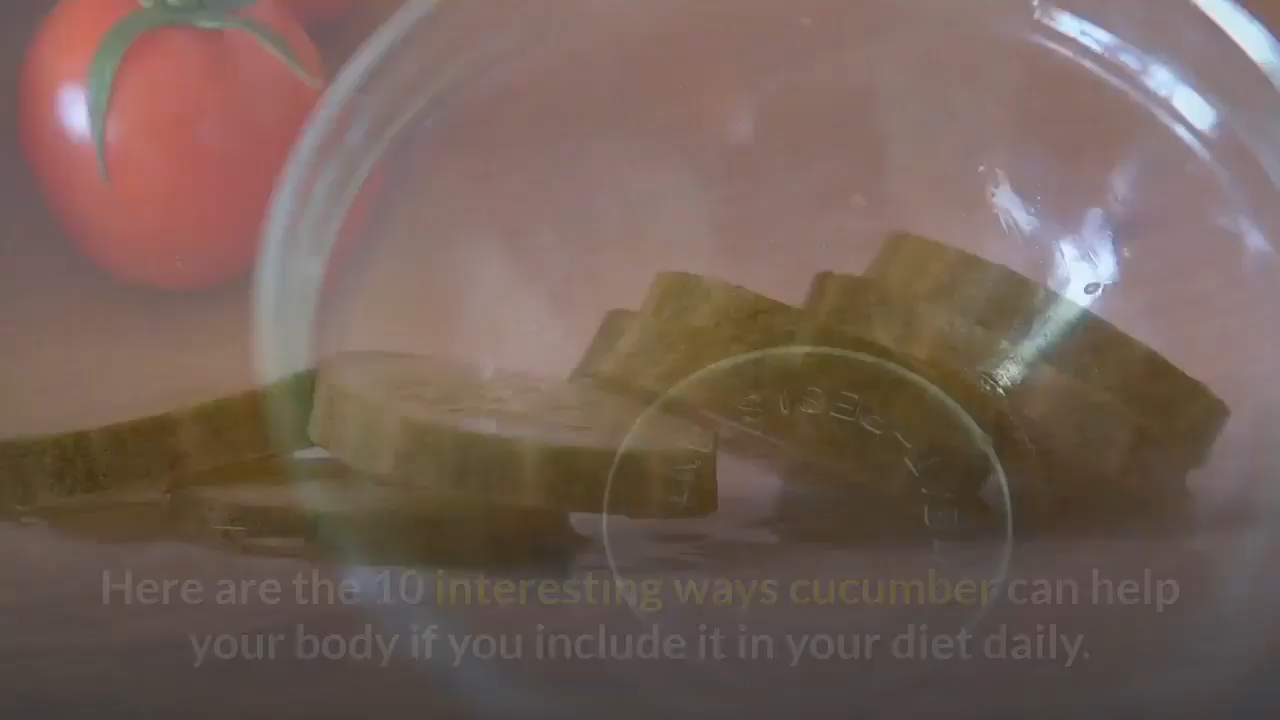 Here are the 10 interesting ways cucumber can help
your body if you include it in your diet daily.